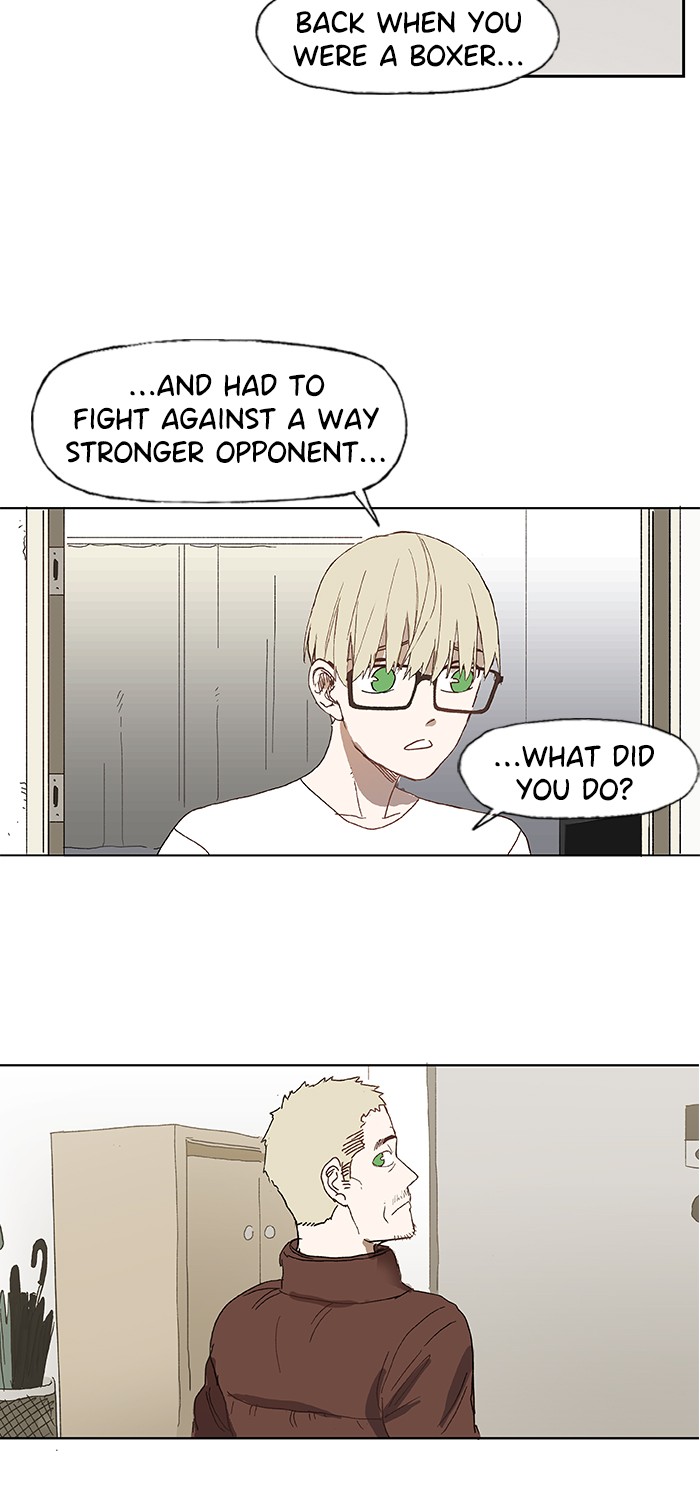 BACK WHEN YOU
WERE A BOXER...
...AND HAD TO
FIGHT AGAINST A WAY
STRONGER OPPONENT...
...WHAT DID
YOU DO?